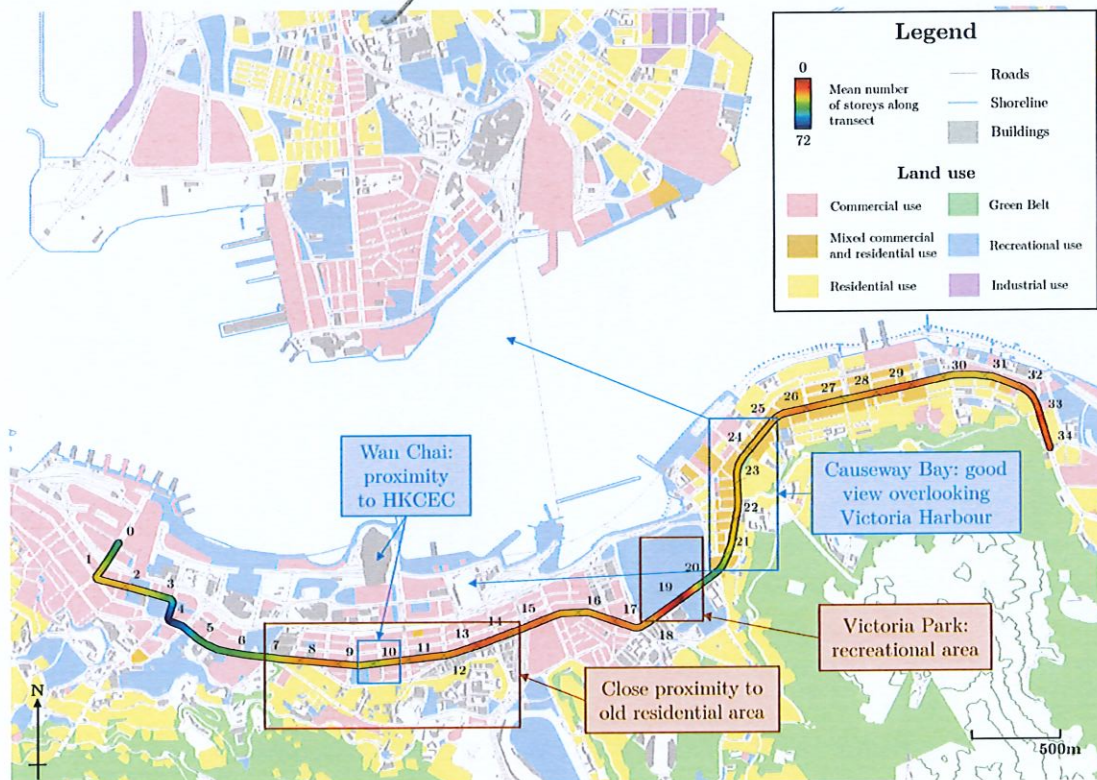 Legend
0
72
Mean number
of storeys along
transect
Roads
Shoreline
Buildings
Land use
Commercial use
Mixed commercial
and residential use
Residential use
Green Belt
Recreational use
Industrial use
Wan Chai:
proximity
to HKCEC
Causeway Bay: good
view overlooking
Victoria Harbour
Victoria Park:
recreational area
Close proximity to
old residential area
0
1
2
3
4
5
6
7
8
9
10
11
12
13
14
15
16
17
18
19
20
21
22
23
24
25
26
27
28
29
30
31
32
33
34
N
500m